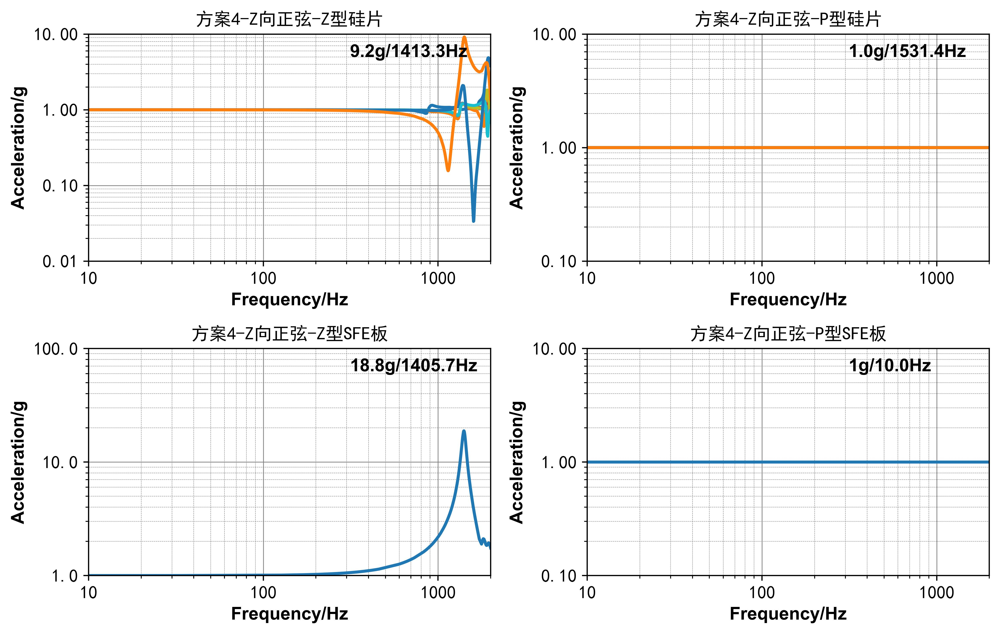 方案4-Z向正弦-Z型硅片
10.00
1.00
0.10
0.01
Acceleration/g
9.2g/1413.3Hz
10
100
1000
Frequency/Hz
方案4-Z向正弦-P型硅片
10.00
1.00
0.10
Acceleration/g
1.0g/1531.4Hz
10
100
1000
Frequency/Hz
方案4-Z向正弦-Z型SFE板
100.0
10.0
1.0
Acceleration/g
18.8g/1405.7Hz
10
100
1000
Frequency/Hz
方案4-Z向正弦-P型SFE板
10.00
1.00
0.10
Acceleration/g
1g/10.0Hz
10
100
1000
Frequency/Hz